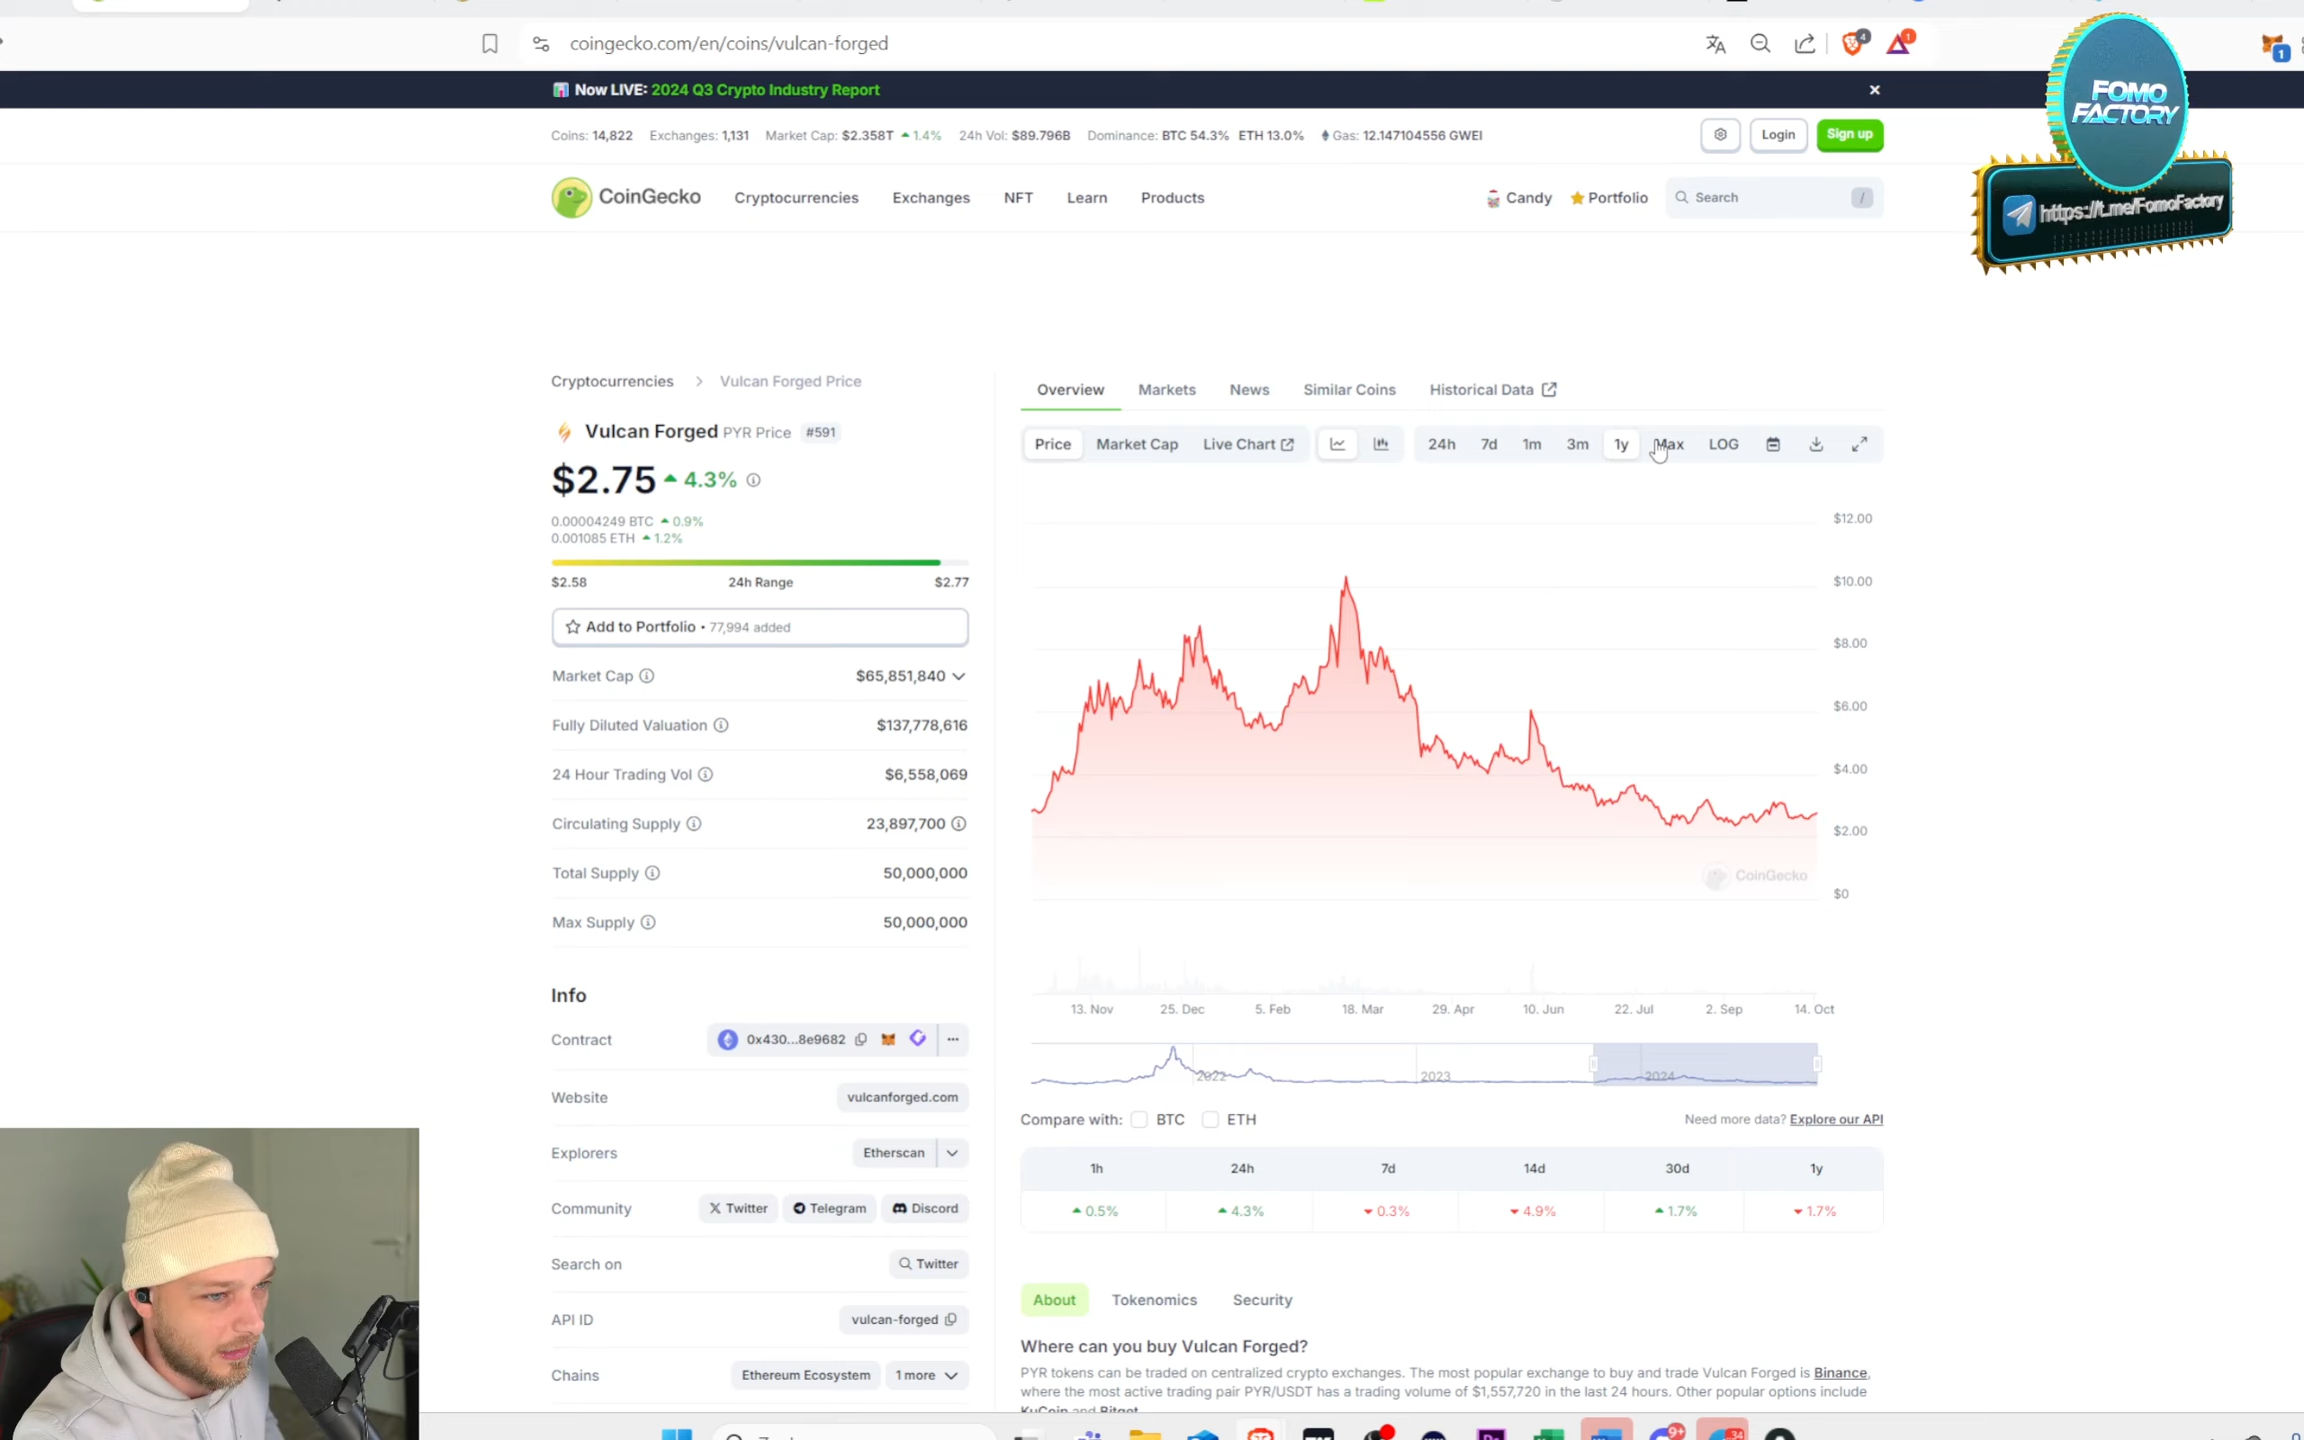 coingecko.com/en/coins/vulcan-forged
4
1
1
Now LIVE: 2024 Q3 Crypto Industry Report
FOMO
FACTORY
https://t.me/FomoFactory
Coins: 14,822 Exchanges: 1,131 Market Cap: $2.358T 1.4% 24h Vol: $89.796B Dominance: BTC 54.3% ETH 13.0% Gas: 12.147104556 GWEI
Login
Sign up
CoinGecko
Cryptocurrencies Exchanges NFT Learn Products
Candy Portfolio Search /
Cryptocurrencies > Vulcan Forged Price
Vulcan Forged PYR Price #591
$2.75 4.3%
0.00004249 BTC 0.9%
0.001085 ETH 1.2%
$2.58 24h Range $2.77
Add to Portfolio • 77,994 added
Market Cap $65,851,840
Fully Diluted Valuation $137,778,616
24 Hour Trading Vol $6,558,069
Circulating Supply 23,897,700
Total Supply 50,000,000
Max Supply 50,000,000
Info
Contract 0x430...8e9682
Website vulcanforged.com
Explorers Etherscan
Community Twitter Telegram Discord
Search on Twitter
API ID vulcan-forged
Chains Ethereum Ecosystem 1 more
Overview Markets News Similar Coins Historical Data
Price Market Cap Live Chart 24h 7d 1m 3m 1y Max LOG
$12.00
$10.00
$8.00
$6.00
$4.00
$2.00
$0
CoinGecko
13. Nov 25. Dec 5. Feb 18. Mar 29. Apr 10. Jun 22. Jul 2. Sep 14. Oct
2022 2023 2024
Compare with: BTC ETH
Need more data? Explore our API
1h 24h 7d 14d 30d 1y
0.5% 4.3% 0.3% 4.9% 1.7% 1.7%
About Tokenomics Security
Where can you buy Vulcan Forged?
PYR tokens can be traded on centralized crypto exchanges. The most popular exchange to buy and trade Vulcan Forged is Binance,
where the most active trading pair PYR/USDT has a trading volume of $1,557,720 in the last 24 hours. Other popular options include
KuCoin and Bitget
9+
34